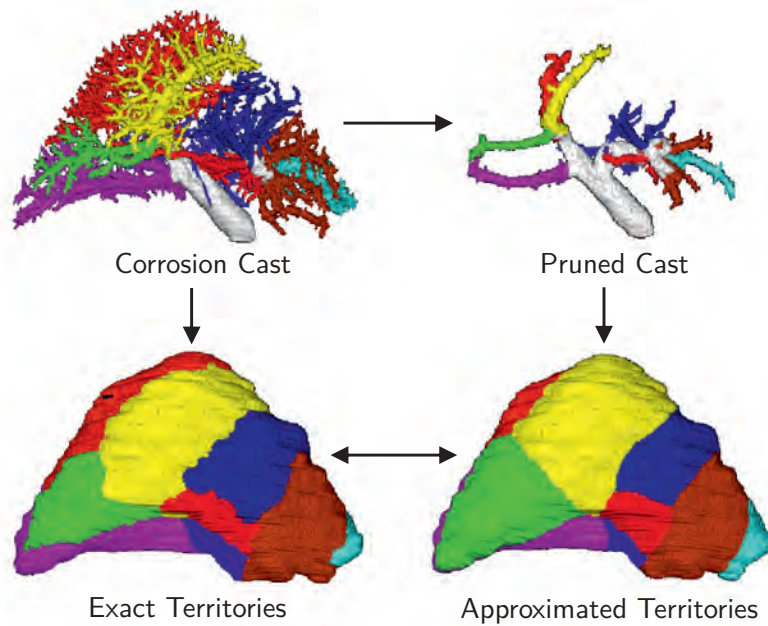 Corrosion Cast
Pruned Cast
Exact Territories
Approximated Territories